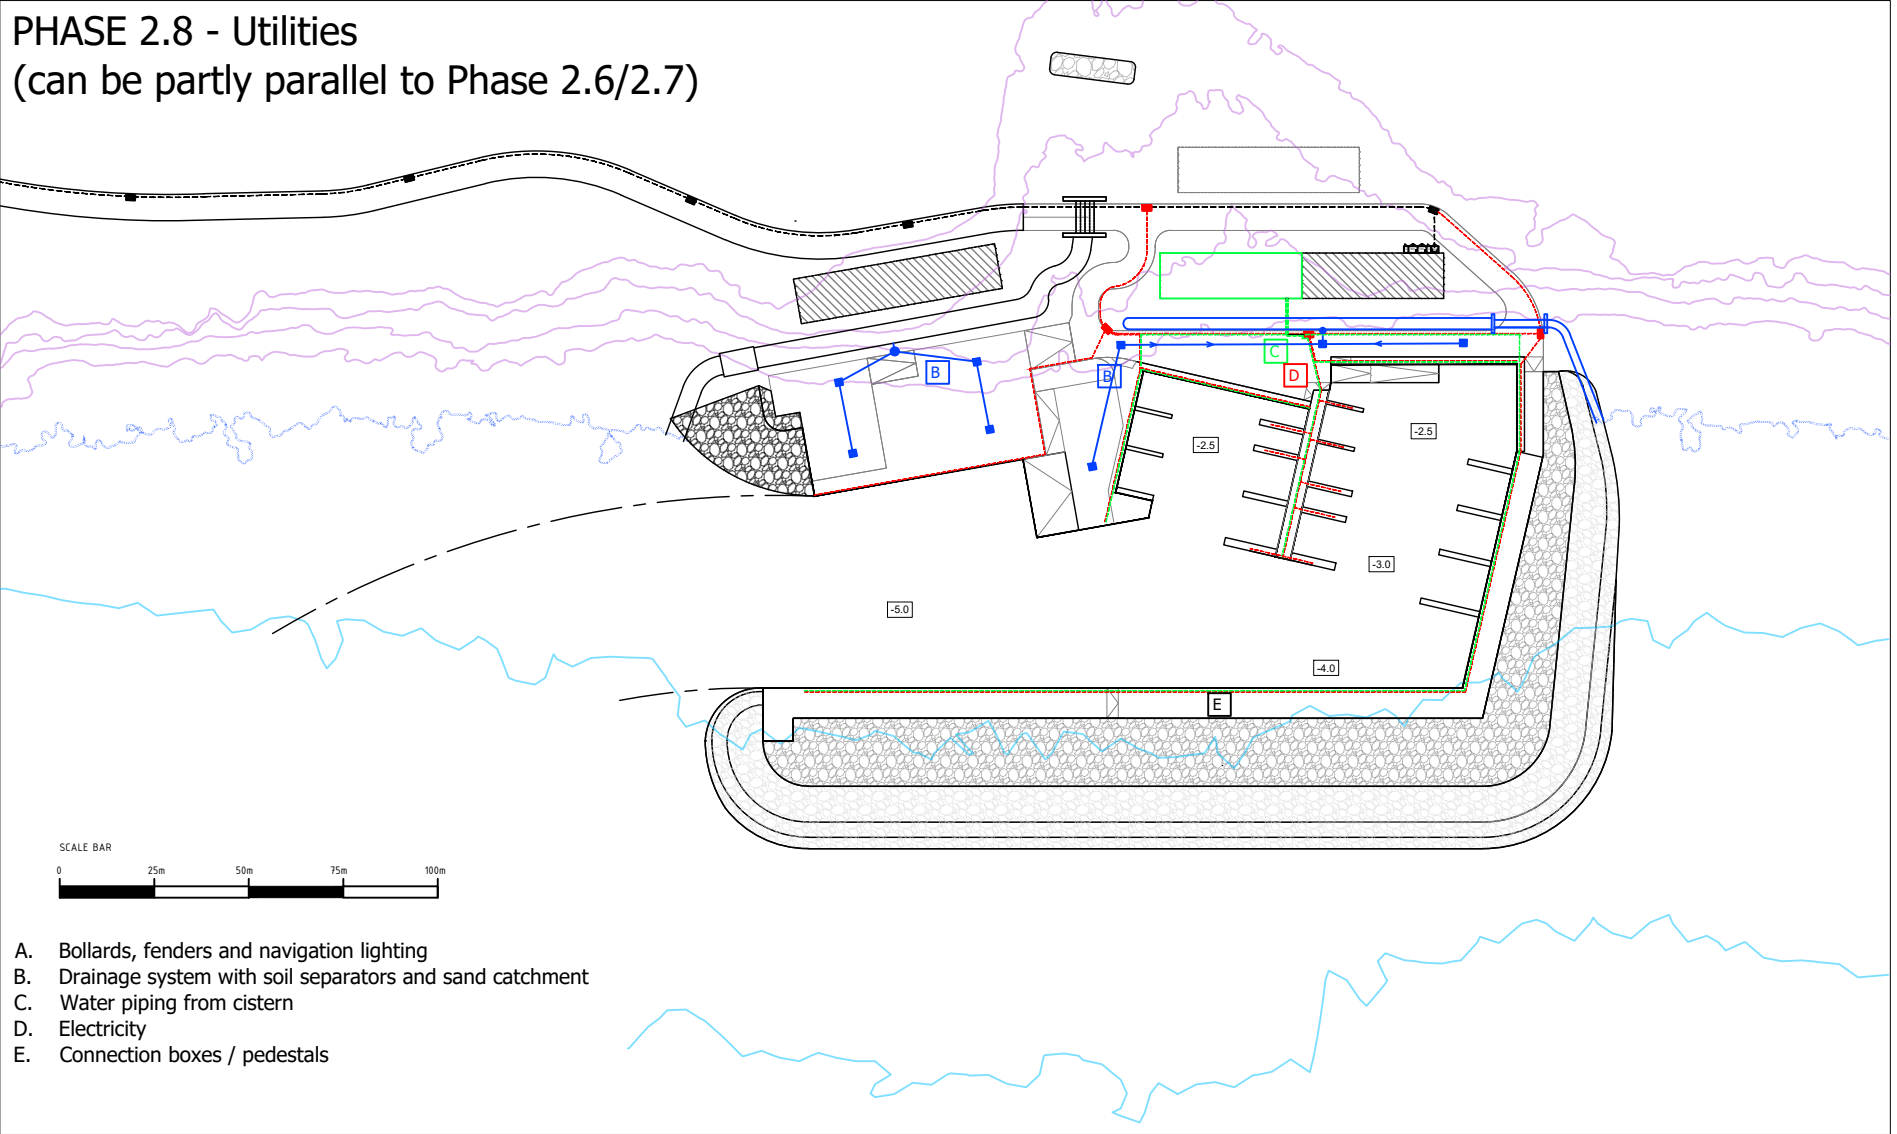 PHASE 2.8 - Utilities
(can be partly parallel to Phase 2.6/2.7)
C
B
B
D
-2.5
-2.5
-3.0
-5.0
-4.0
E
SCALE BAR
0 25m 50m 75m 100m
A. Bollards, fenders and navigation lighting
B. Drainage system with soil separators and sand catchment
C. Water piping from cistern
D. Electricity
E. Connection boxes / pedestals